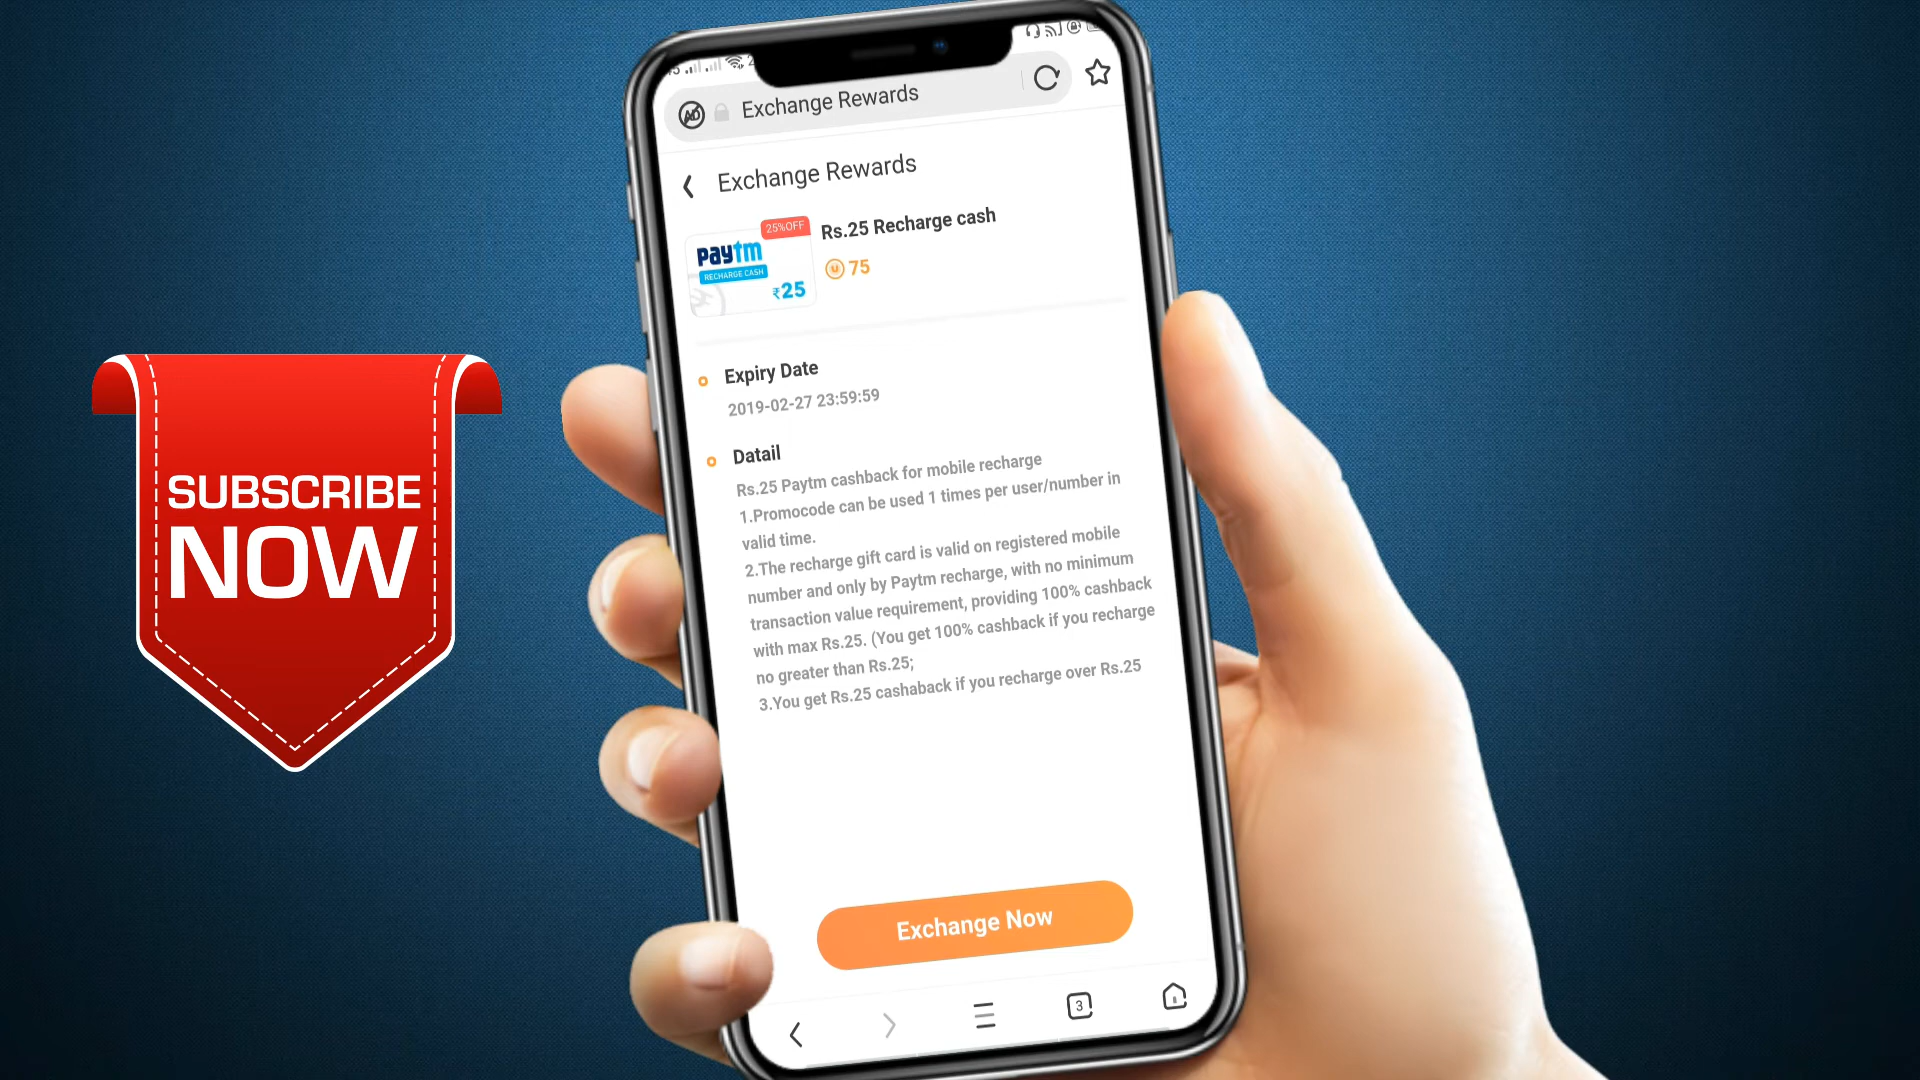 Exchange Rewards
Exchange Rewards
25%OFF
paytm
RECHARGE CASH
₹25
Rs.25 Recharge cash
75
Expiry Date
2019-02-27 23:59:59
Datail
Rs.25 Paytm cashback for mobile recharge
1.Promocode can be used 1 times per user/number in
valid time.
2.The recharge gift card is valid on registered mobile
number and only by Paytm recharge, with no minimum
transaction value requirement, providing 100% cashback
with max Rs.25. (You get 100% cashback if you recharge
no greater than Rs.25;
3.You get Rs.25 cashaback if you recharge over Rs.25
Exchange Now
3
SUBSCRIBE
NOW